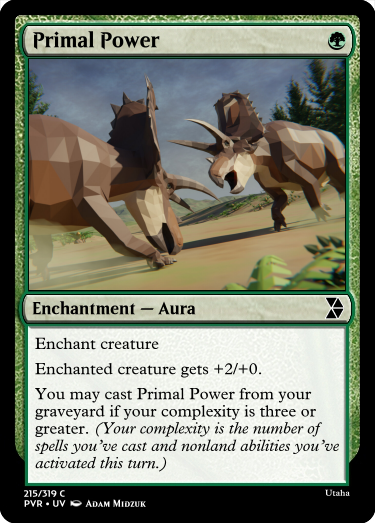 Primal Power
Enchantment — Aura
Enchant creature
Enchanted creature gets +2/+0.
You may cast Primal Power from your
graveyard if your complexity is three or
greater. (Your complexity is the number of
spells you've cast and nonland abilities you've
activated this turn.)
215/319 C
Utaha
PVR • UV Adam Midzuk